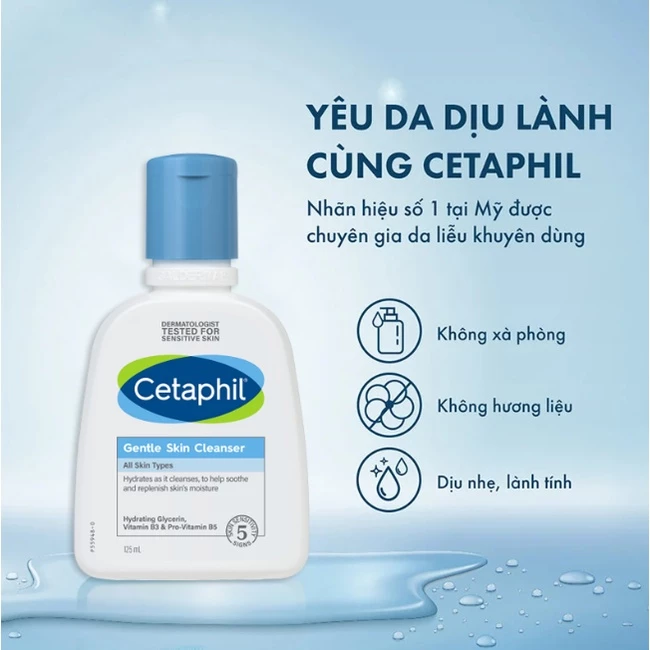 YÊU DA DỊU LÀNH
CÙNG CETAPHIL
Nhãn hiệu số 1 tại Mỹ được
chuyên gia da liễu khuyên dùng
Không xà phòng
Không hương liệu
Dịu nhẹ, lành tính
DERMATOLOGIST
TESTED FOR
SENSITIVE SKIN
Cetaphil®
Gentle Skin Cleanser
All Skin Types
Hydrates as it cleanses, to help soothe
and replenish skin's moisture
Hydrating Glycerin,
Vitamin B3 & Pro-Vitamin B5
SKIN SENSITIVITY
5
SIGNS
125 mL